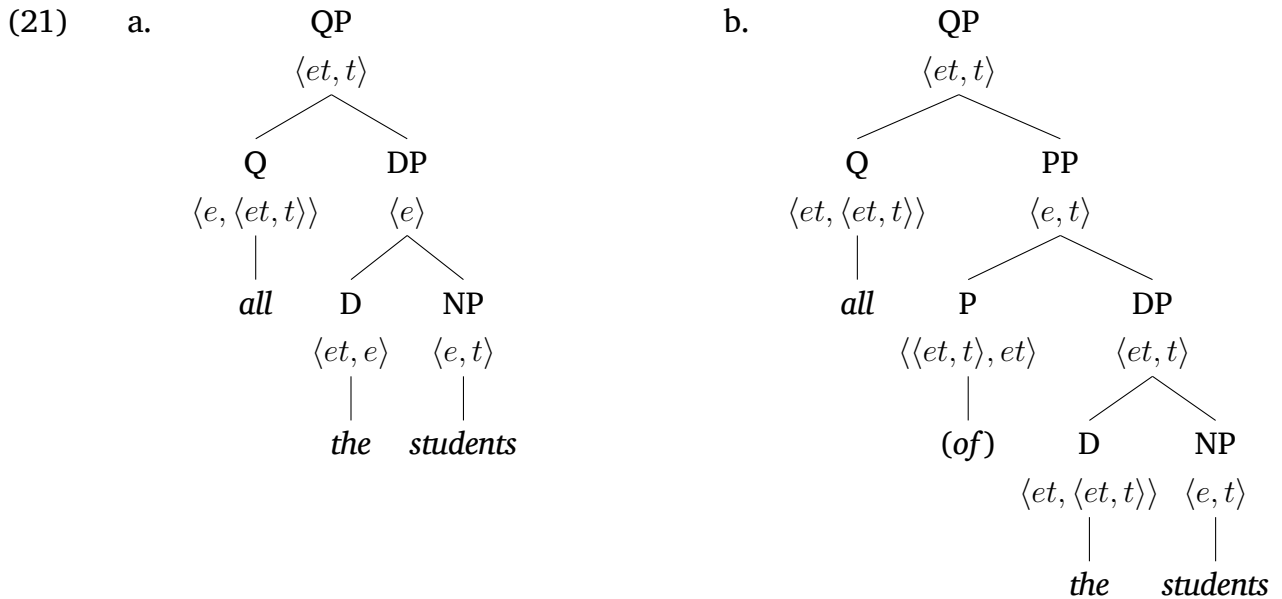 (21) a. QP b. QP
⟨et, t⟩ ⟨et, t⟩
Q DP Q PP
⟨e, ⟨et, t⟩⟩ ⟨e⟩ ⟨et, ⟨et, t⟩⟩ ⟨e, t⟩
all D NP all P DP
⟨et, e⟩ ⟨e, t⟩ ⟨⟨et, t⟩, et⟩ ⟨et, t⟩
the students (of) D NP
⟨et, ⟨et, t⟩⟩ ⟨e, t⟩
the students